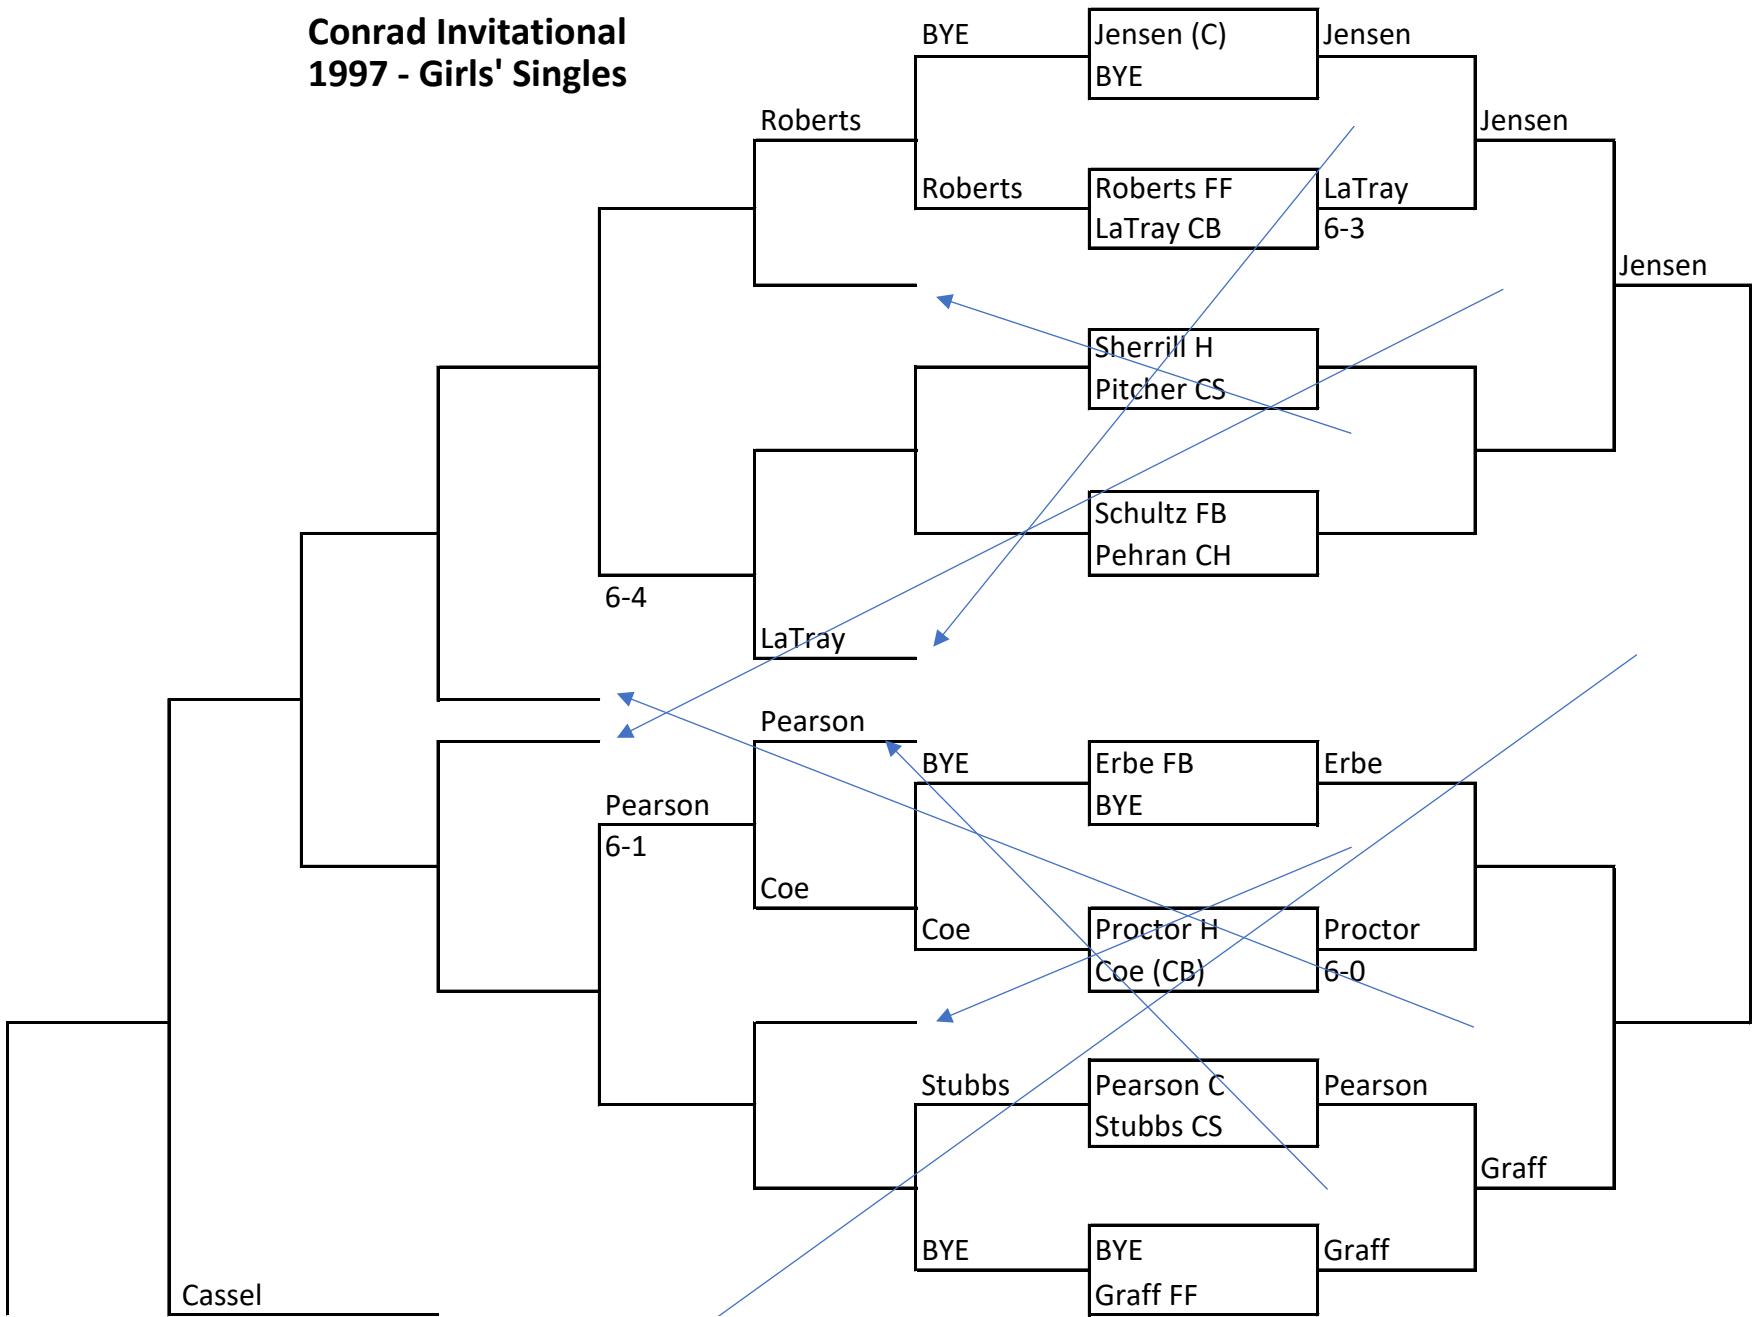 Conrad Invitational
1997 - Girls' Singles
BYE
Jensen (C)
Jensen
BYE
Roberts
Jensen
Roberts
Roberts FF
LaTray
LaTray CB
6-3
Jensen
Sherrill H
Pitcher CS
Schultz FB
Pehran CH
6-4
LaTray
Pearson
BYE
Erbe FB
Erbe
Pearson
BYE
6-1
Coe
Coe
Proctor H
Proctor
Coe (CB)
6-0
Stubbs
Pearson C
Pearson
Stubbs CS
Graff
BYE
BYE
Graff
Cassel
Graff FF